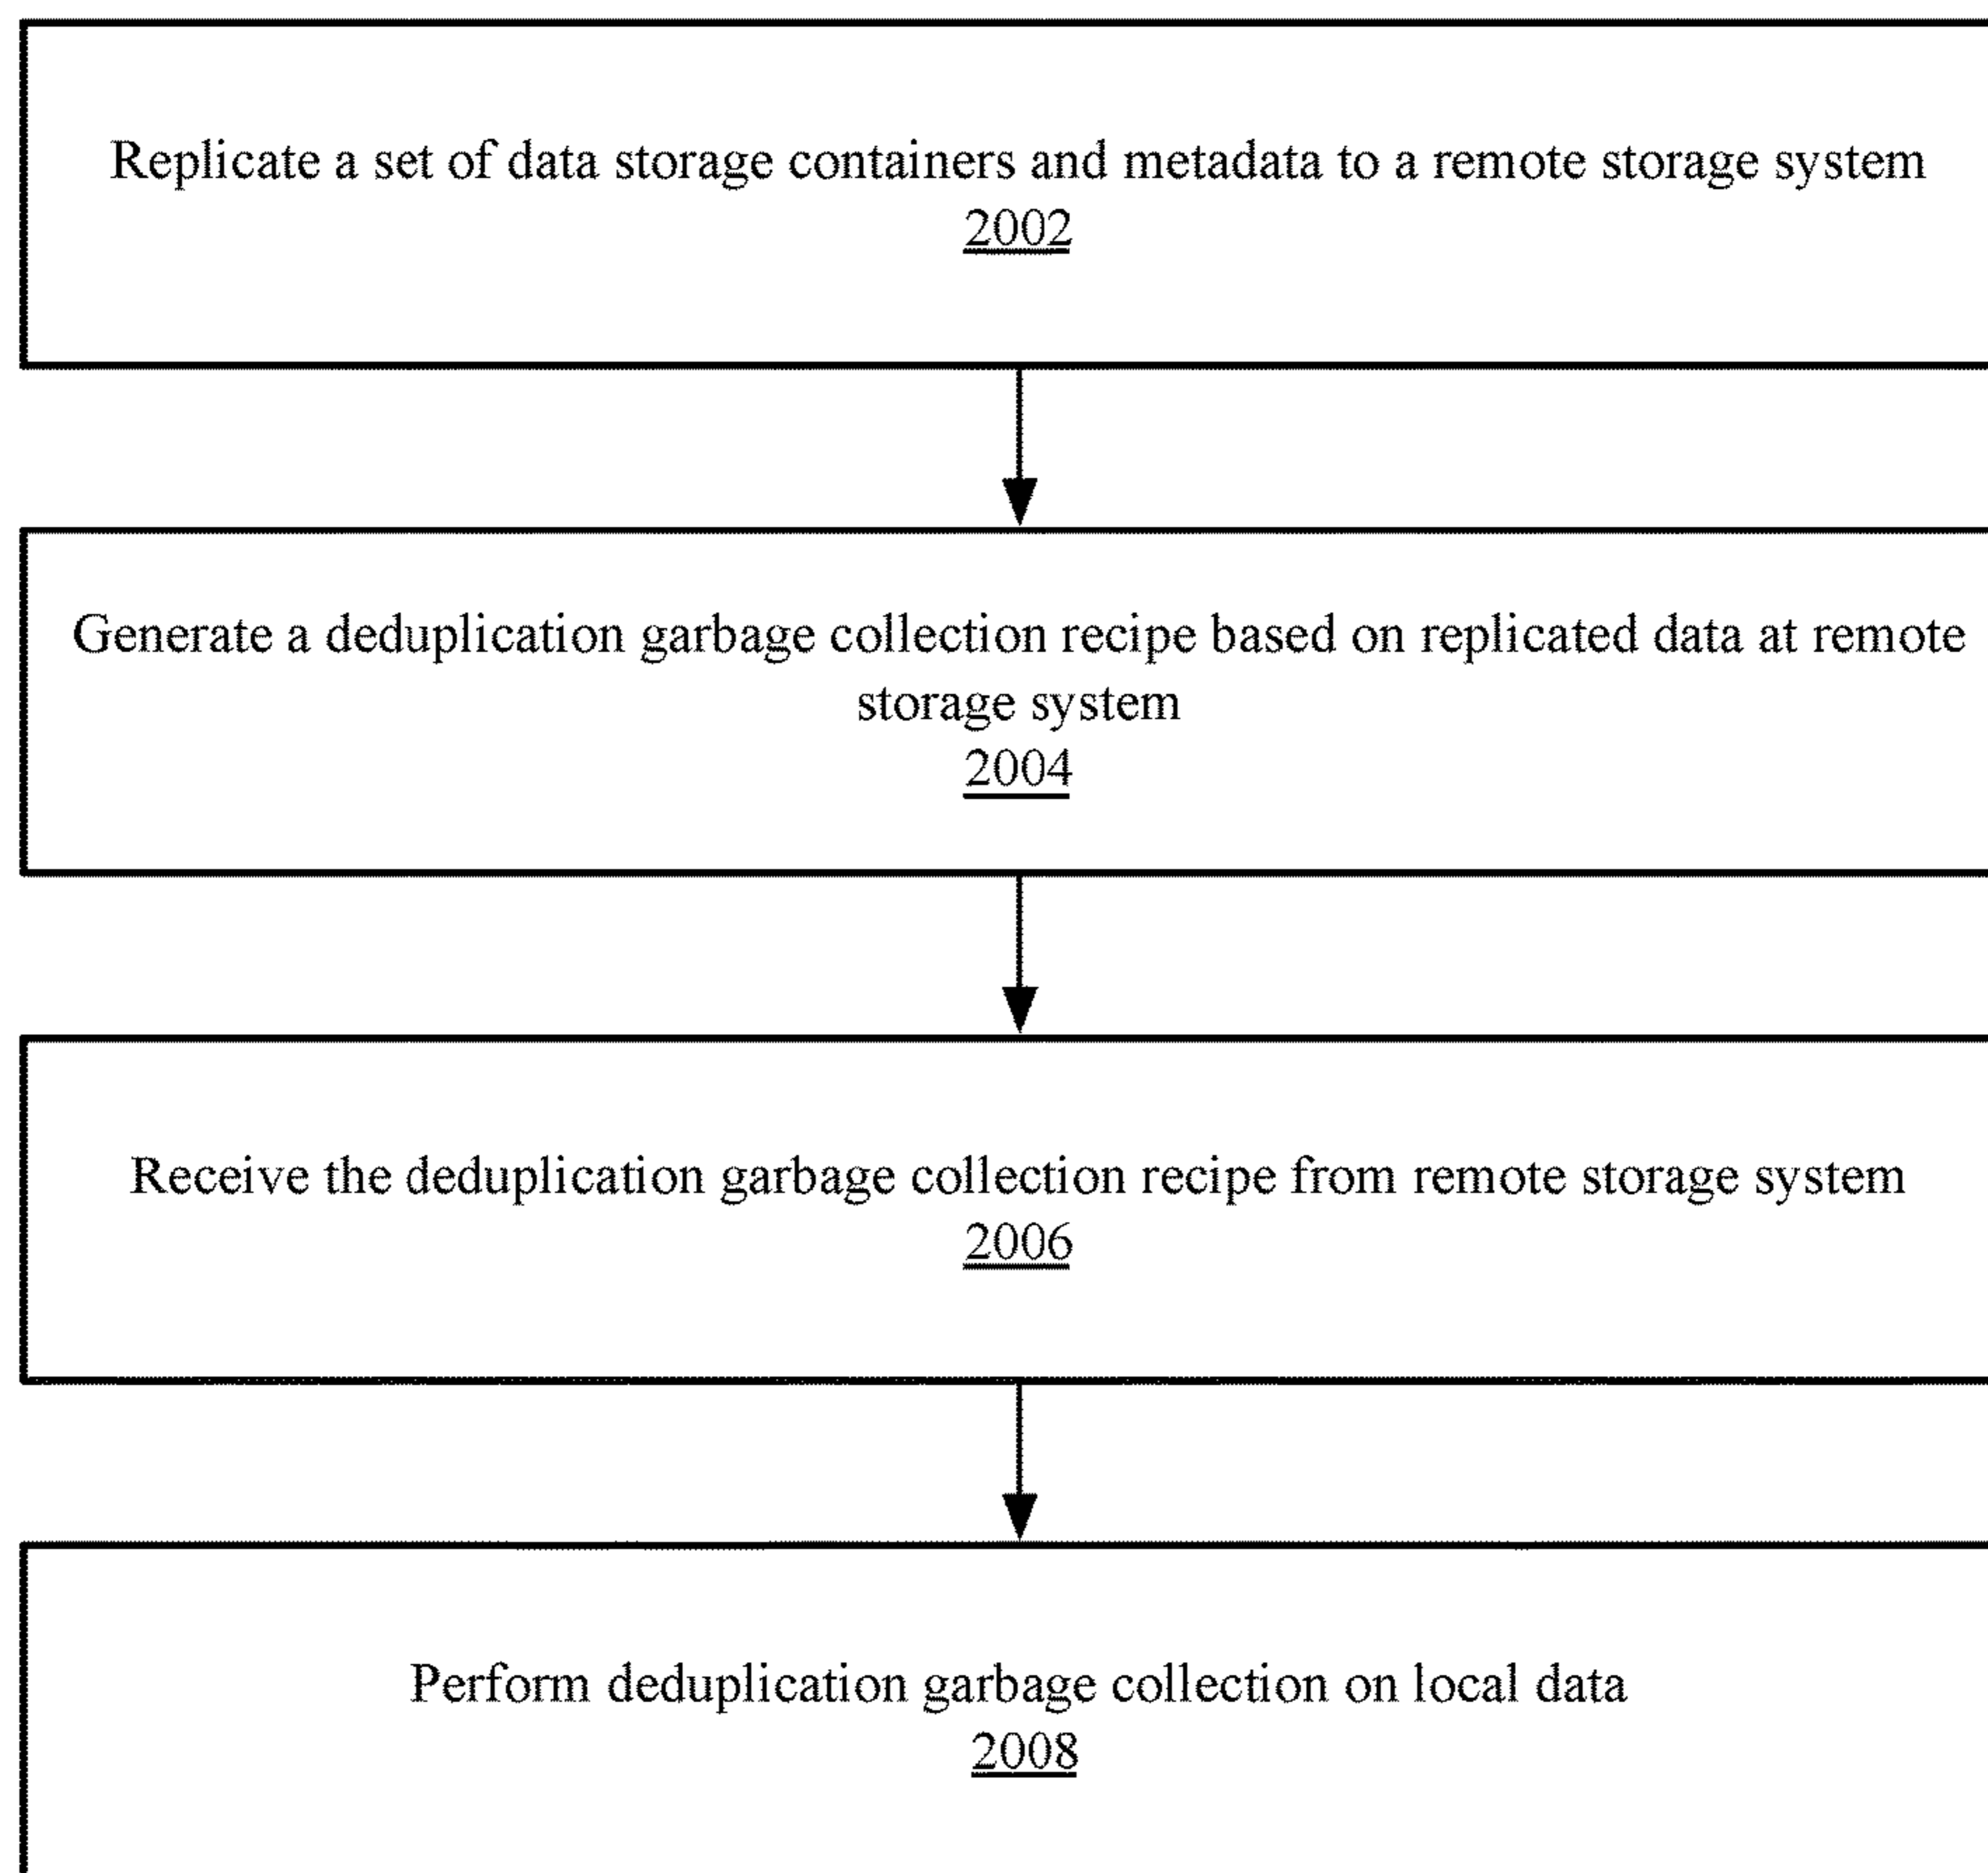 Replicate a set of data storage containers and metadata to a remote storage system
2002
Generate a deduplication garbage collection recipe based on replicated data at remote
storage system
2004
Receive the deduplication garbage collection recipe from remote storage system
2006
Perform deduplication garbage collection on local data
2008